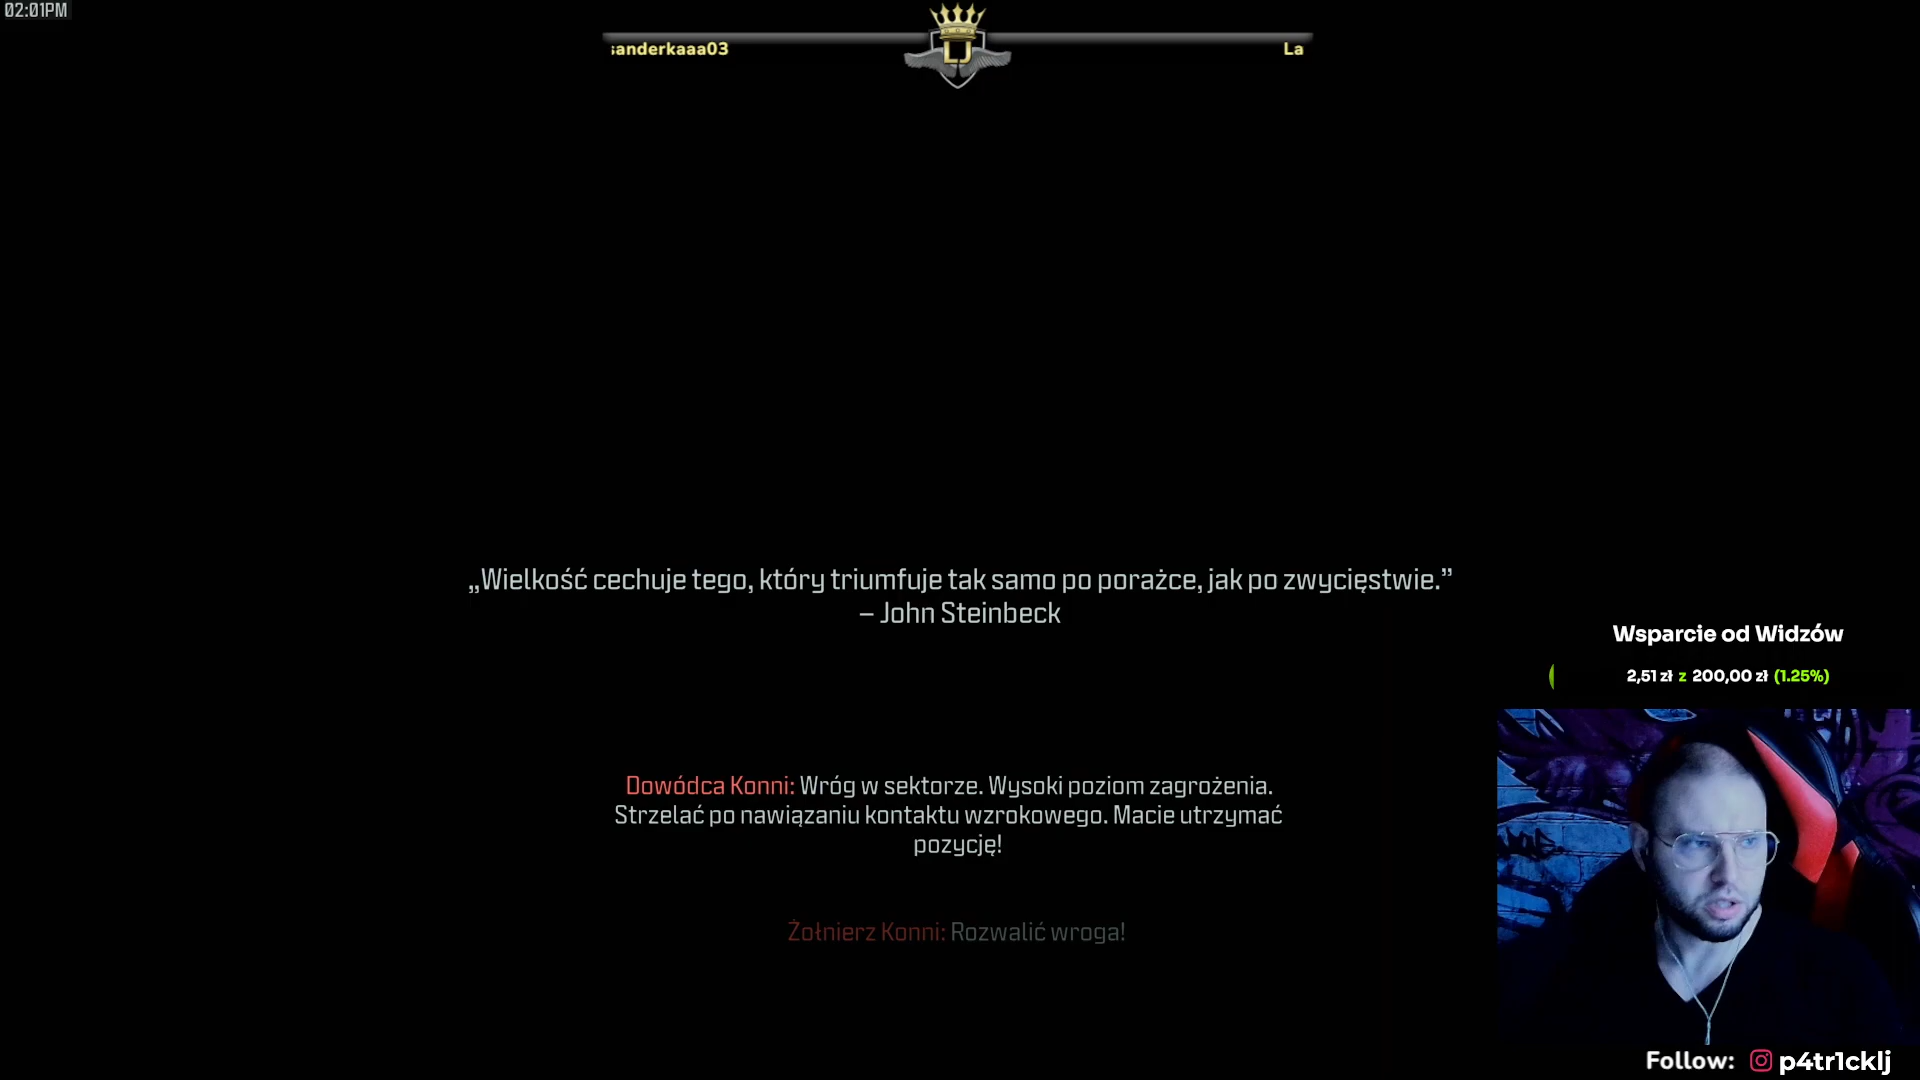 02:01PM
sanderkaaa03
LJ
La
„Wielkość cechuje tego, który triumfuje tak samo po porażce, jak po zwycięstwie.”
– John Steinbeck
Wsparcie od Widzów
2,51 zł z 200,00 zł (1.25%)
Dowódca Konni: Wróg w sektorze. Wysoki poziom zagrożenia.
Strzelać po nawiązaniu kontaktu wzrokowego. Macie utrzymać
pozycję!
Żołnierz Konni: Rozwalić wroga!
Follow: p4tr1cklj